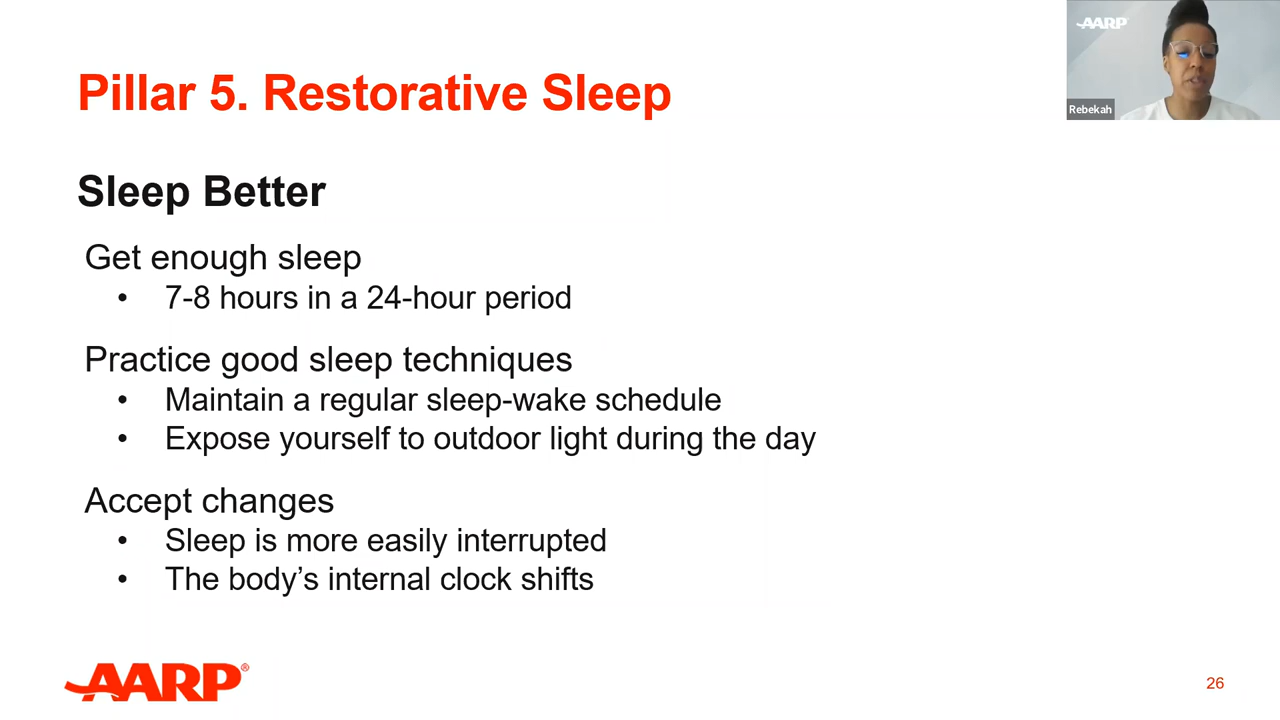 Pillar 5. Restorative Sleep
AARP
Rebekah
Sleep Better
Get enough sleep
• 7-8 hours in a 24-hour period
Practice good sleep techniques
• Maintain a regular sleep-wake schedule
• Expose yourself to outdoor light during the day
Accept changes
• Sleep is more easily interrupted
• The body’s internal clock shifts
AARP®
26